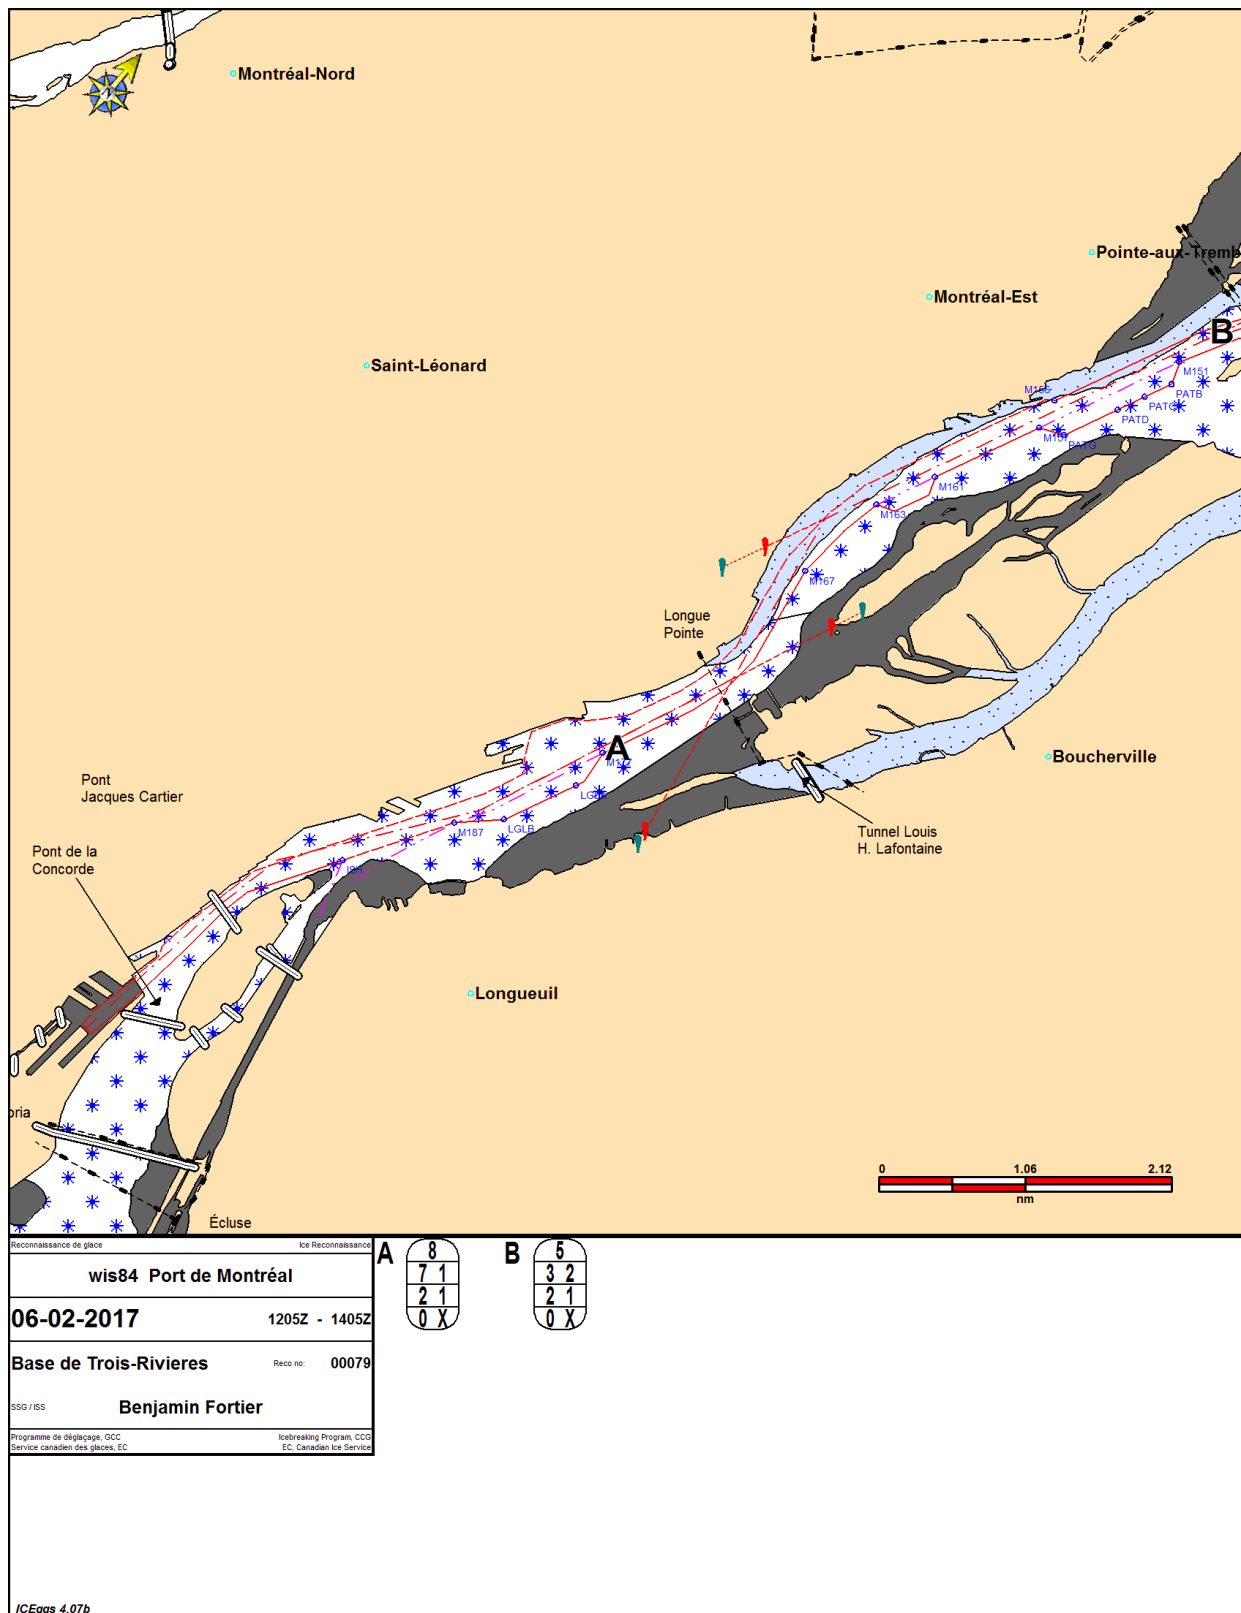 Montréal-Nord
Pointe-aux-Tremb
Montréal-Est
B
Saint-Léonard
M151
M156
PATB
PATC
PATD
M157
PATG
M161
M163
M167
Longue
Pointe
A
M177
Boucherville
Pont
Jacques Cartier
M187
LGLB
Tunnel Louis
H. Lafontaine
Pont de la
Concorde
Longueuil
oria
0 1.06 2.12
nm
Écluse
Reconnaissance de glace Ice Reconnaissance
wis84 Port de Montréal
06-02-2017 1205Z - 1405Z
Base de Trois-Rivieres Reco no: 00079
SSG / ISS Benjamin Fortier
Programme de déglaçage, GCC Icebreaking Program, CCG
Service canadien des glaces, EC EC, Canadian Ice Service
A
8
7 1
2 1
0 X
B
5
3 2
2 1
0 X
ICEggs 4.07b